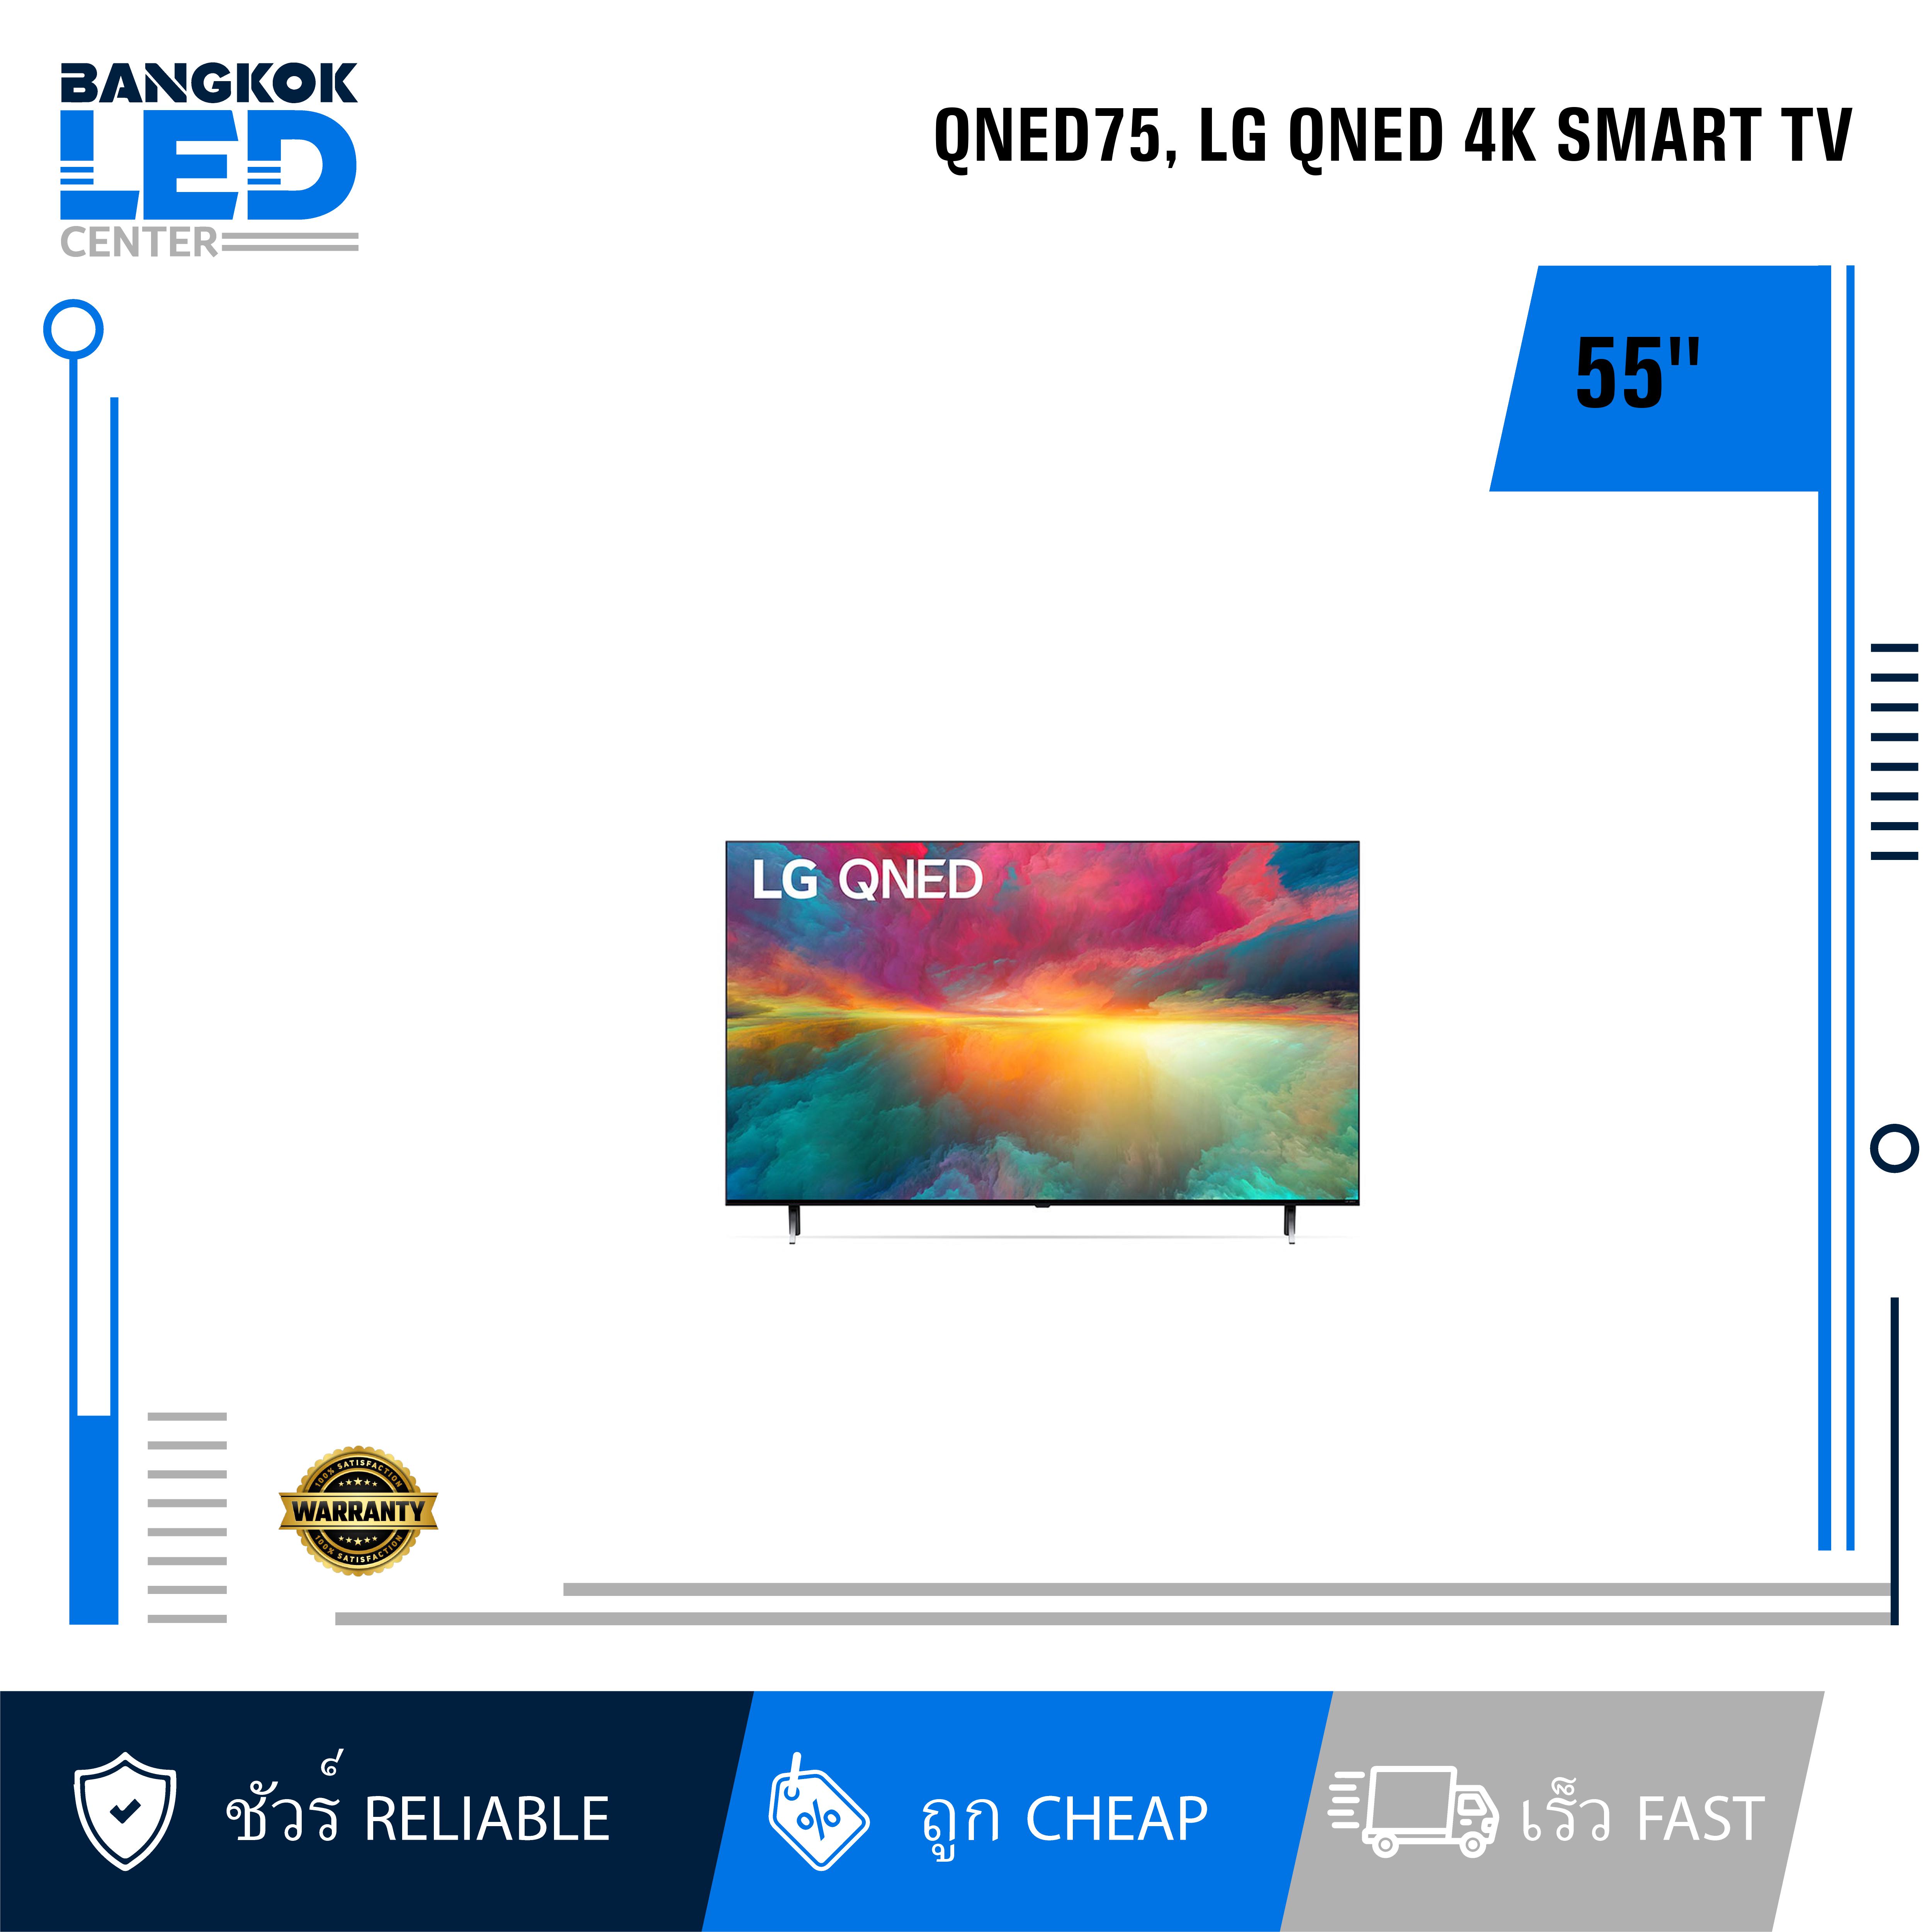 BANGKOK
LED
CENTER
QNED75, LG QNED 4K SMART TV
55"
LG QNED
100% SATISFACTION
WARRANTY
100% SATISFACTION
ชัวร์ RELIABLE
%
ถูก CHEAP
เร็ว FAST